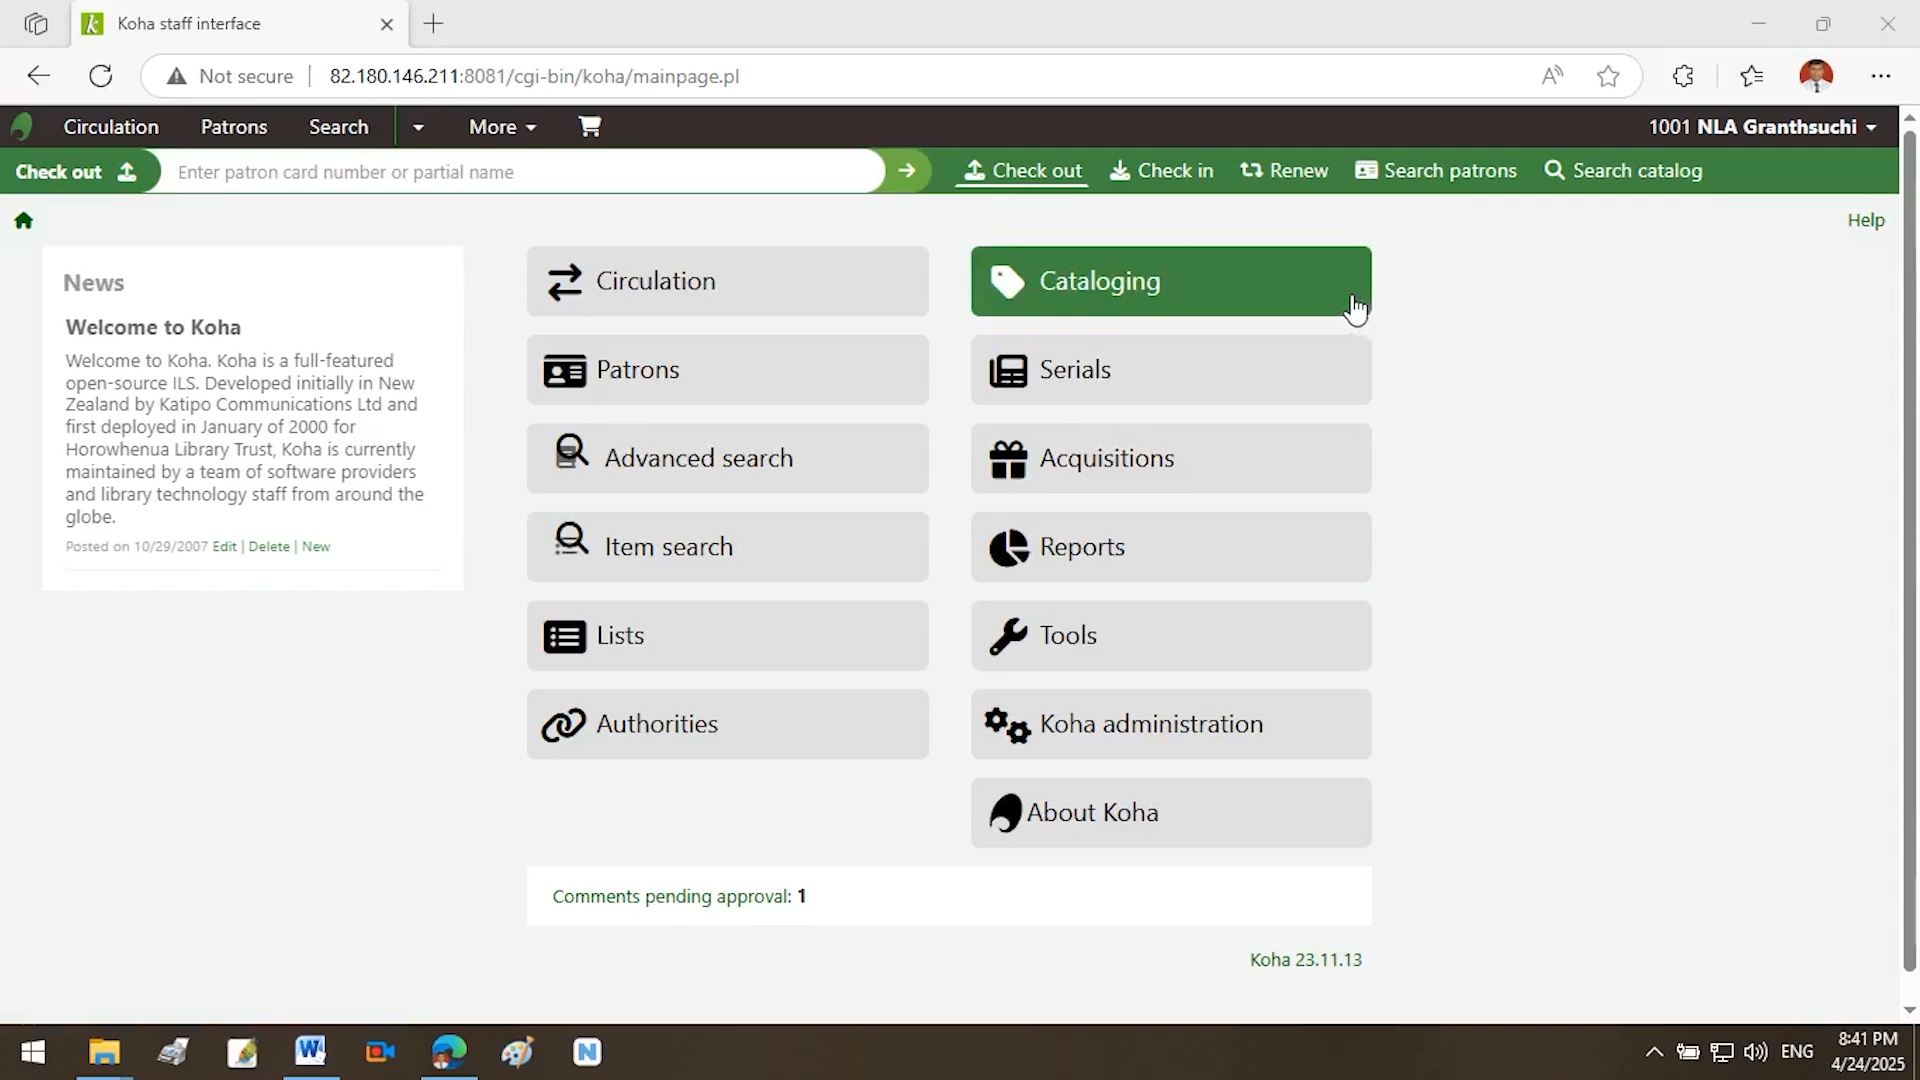 Koha staff interface
Not secure 82.180.146.211:8081/cgi-bin/koha/mainpage.pl
Circulation Patrons Search More 1001 NLA Granthsuchi
Check out Enter patron card number or partial name Check out Check in Renew Search patrons Search catalog
Help
News
Welcome to Koha
Welcome to Koha. Koha is a full-featured
open-source ILS. Developed initially in New
Zealand by Katipo Communications Ltd and
first deployed in January of 2000 for
Horowhenua Library Trust, Koha is currently
maintained by a team of software providers
and library technology staff from around the
globe.
Posted on 10/29/2007 Edit | Delete | New
Circulation
Patrons
Advanced search
Item search
Lists
Authorities
Cataloging
Serials
Acquisitions
Reports
Tools
Koha administration
About Koha
Comments pending approval: 1
Koha 23.11.13
ENG
8:41 PM
4/24/2025